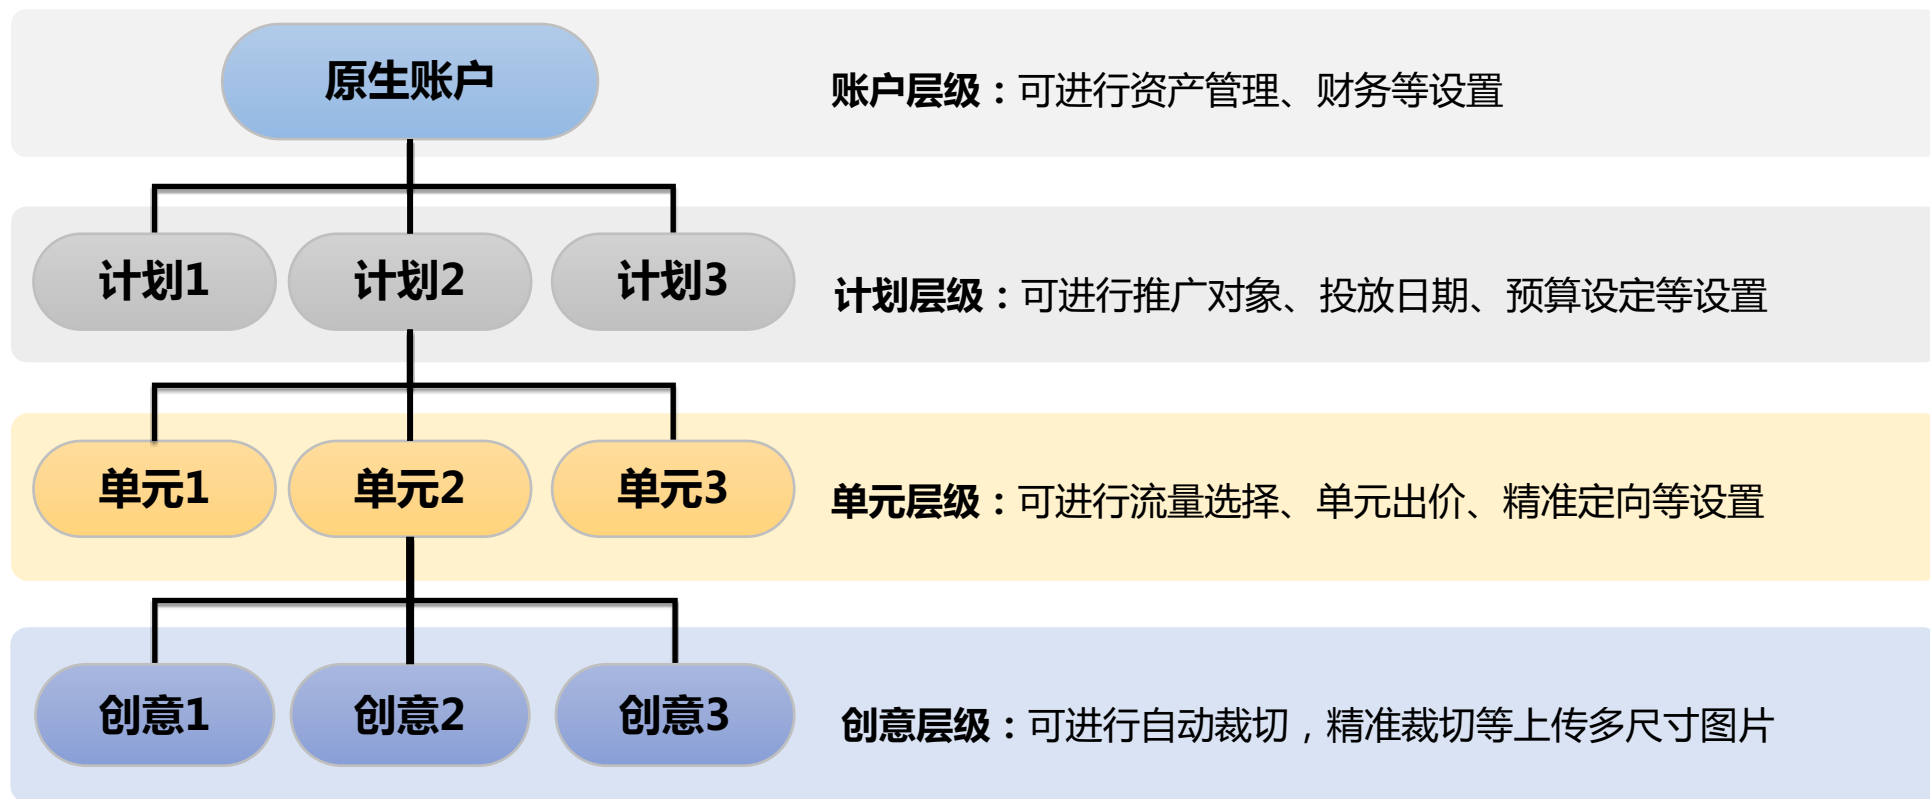 原生账户
账户层级：可进行资产管理、财务等设置
计划1
计划2
计划3
计划层级：可进行推广对象、投放日期、预算设定等设置
单元1
单元2
单元3
单元层级：可进行流量选择、单元出价、精准定向等设置
创意1
创意2
创意3
创意层级：可进行自动裁切，精准裁切等上传多尺寸图片